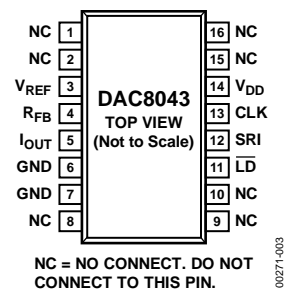 NC 1
NC 2
VREF 3
RFB 4
IOUT 5
GND 6
GND 7
NC 8
DAC8043
TOP VIEW
(Not to Scale)
16 NC
15 NC
14 VDD
13 CLK
12 SRI
11 L̅D̅
10 NC
9 NC
NC = NO CONNECT. DO NOT
CONNECT TO THIS PIN.
00271-003